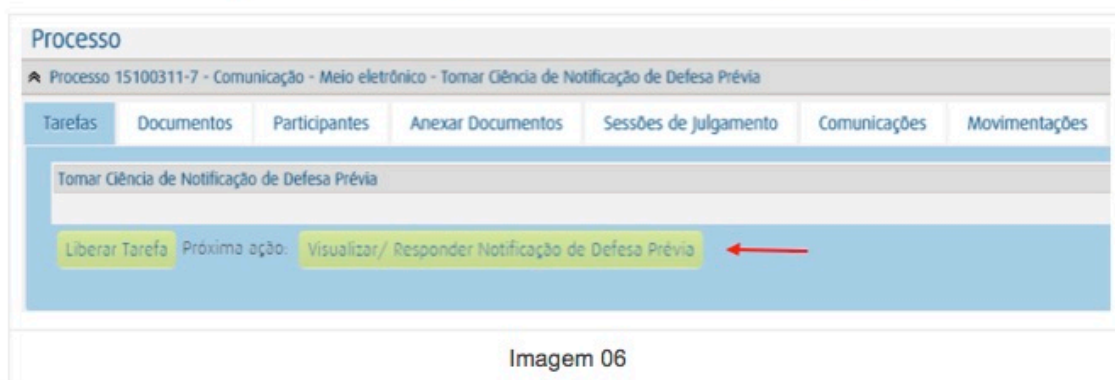 Processo
Processo 15100311-7 - Comunicação - Meio eletrônico - Tomar Ciência de Notificação de Defesa Prévia
Tarefas Documentos Participantes Anexar Documentos Sessões de Julgamento Comunicações Movimentações
Tomar Ciência de Notificação de Defesa Prévia
Liberar Tarefa Próxima ação: Visualizar/ Responder Notificação de Defesa Prévia
Imagem 06